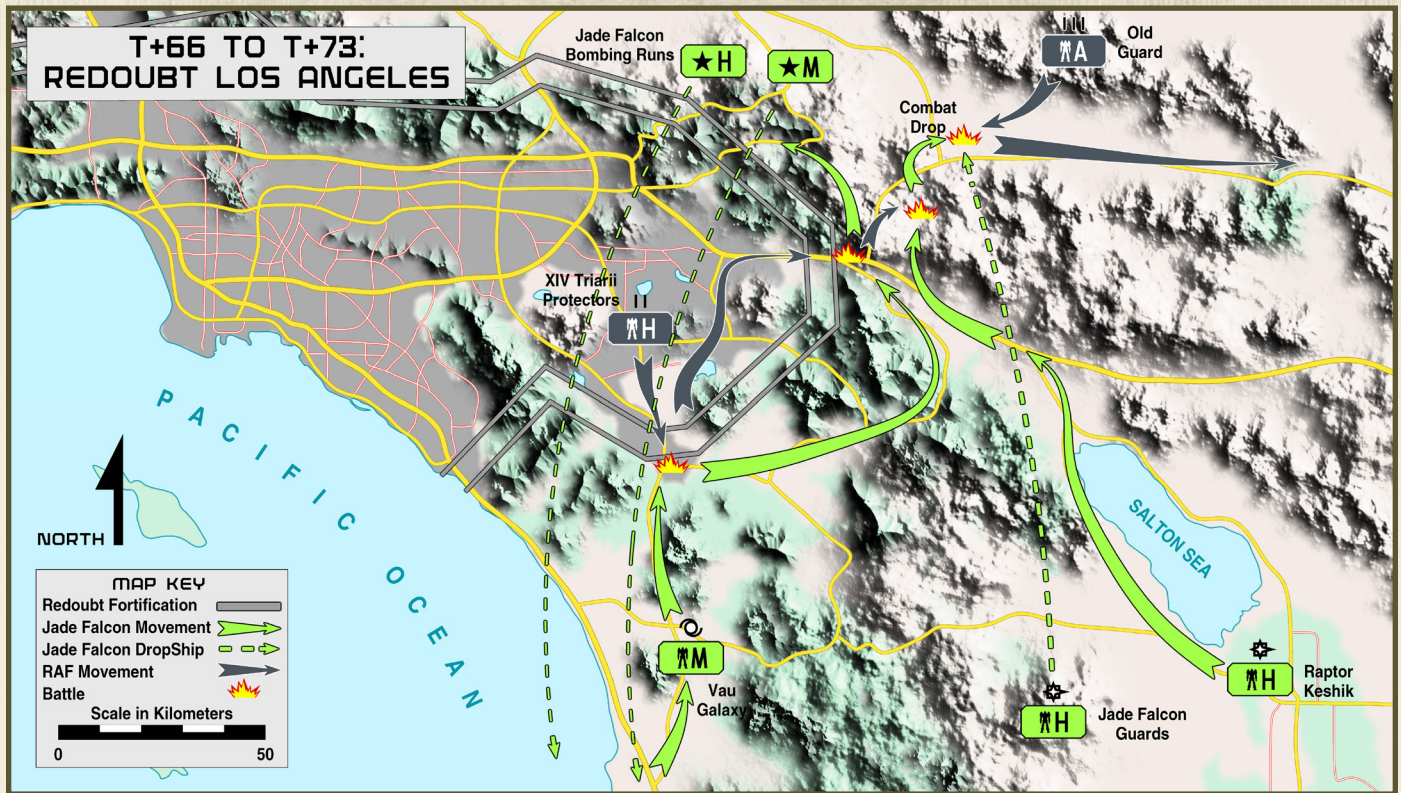 T+66 TO T+73:
REDOUBT LOS ANGELES
Jade Falcon
Bombing Runs
★H
★M
III
A
Old
Guard
Combat
Drop
XIV Triarii
Protectors
II
H
PACIFIC OCEAN
NORTH
SALTON SEA
MAP KEY
Redoubt Fortification
Jade Falcon Movement
Jade Falcon DropShip
RAF Movement
Battle
Scale in Kilometers
0 50
M
Vau
Galaxy
H
Jade Falcon
Guards
H
Raptor
Keshik